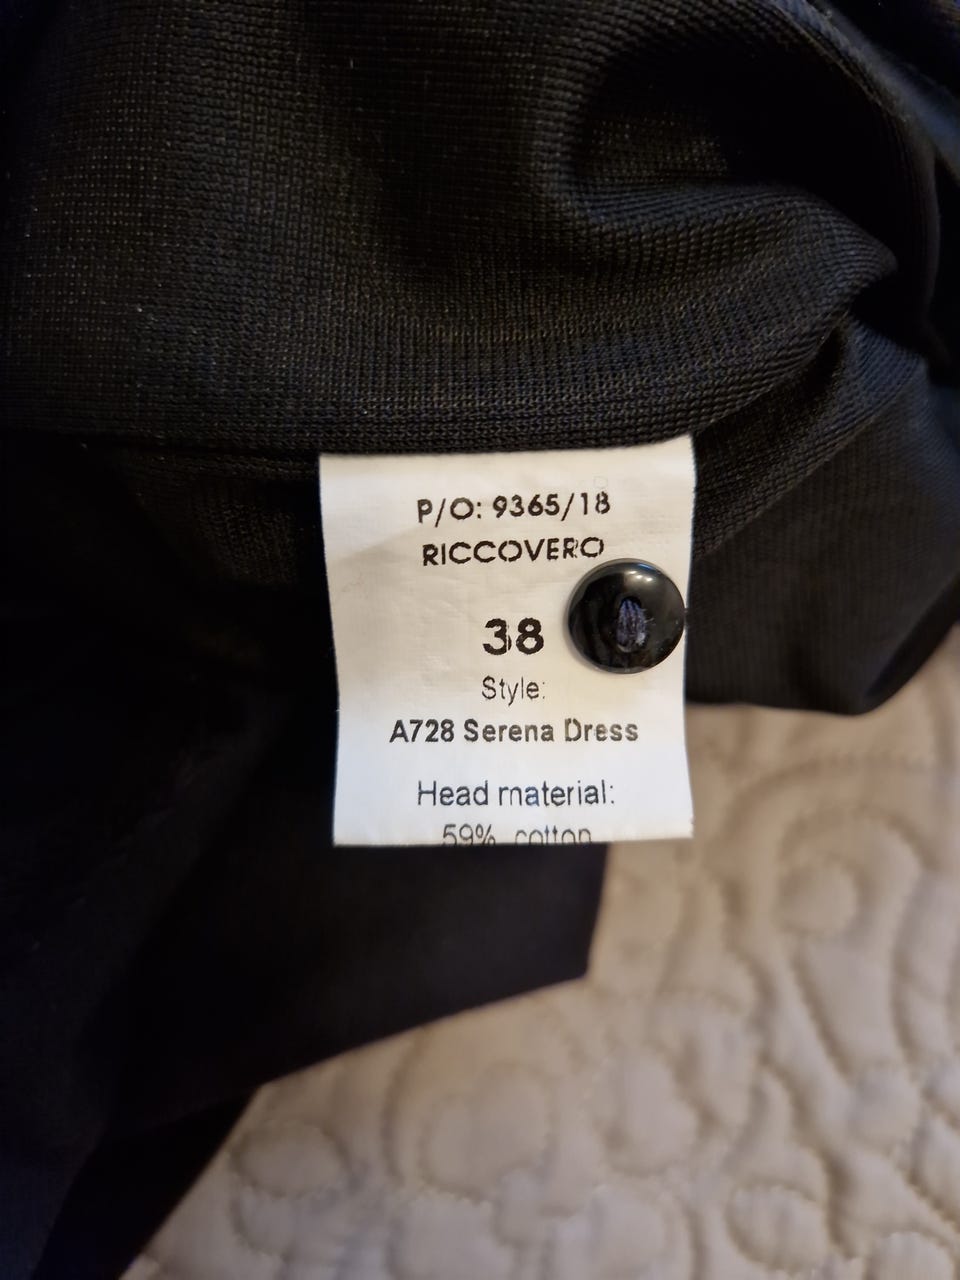 P/O: 9365/18
RICCOVERO
38
Style:
A728 Serena Dress
Head material:
59% cotton